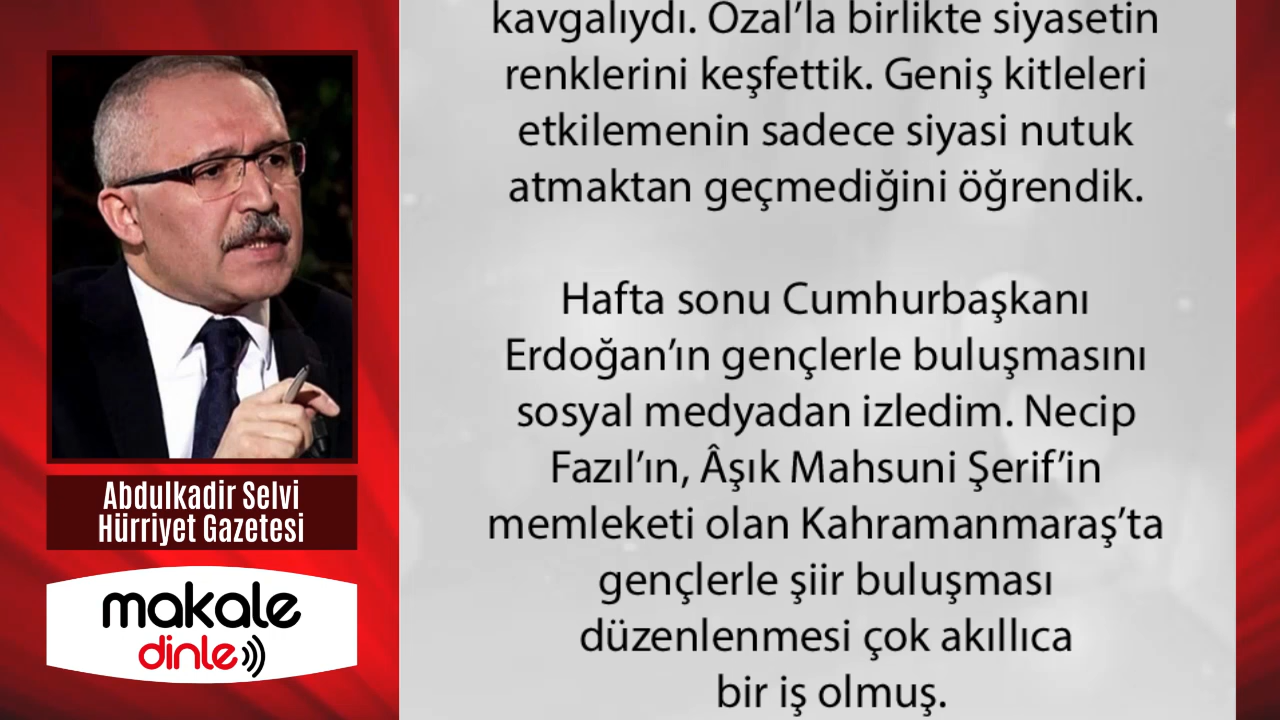 kavgalıydı. Özal’la birlikte siyasetin
renklerini keşfettik. Geniş kitleleri
etkilemenin sadece siyasi nutuk
atmaktan geçmediğini öğrendik.
Hafta sonu Cumhurbaşkanı
Erdoğan’ın gençlerle buluşmasını
sosyal medyadan izledim. Necip
Fazıl’ın, Âşık Mahsuni Şerif’in
memleketi olan Kahramanmaraş’ta
gençlerle şiir buluşması
düzenlenmesi çok akıllıca
bir iş olmuş.
Abdulkadir Selvi
Hürriyet Gazetesi
makale
dinle